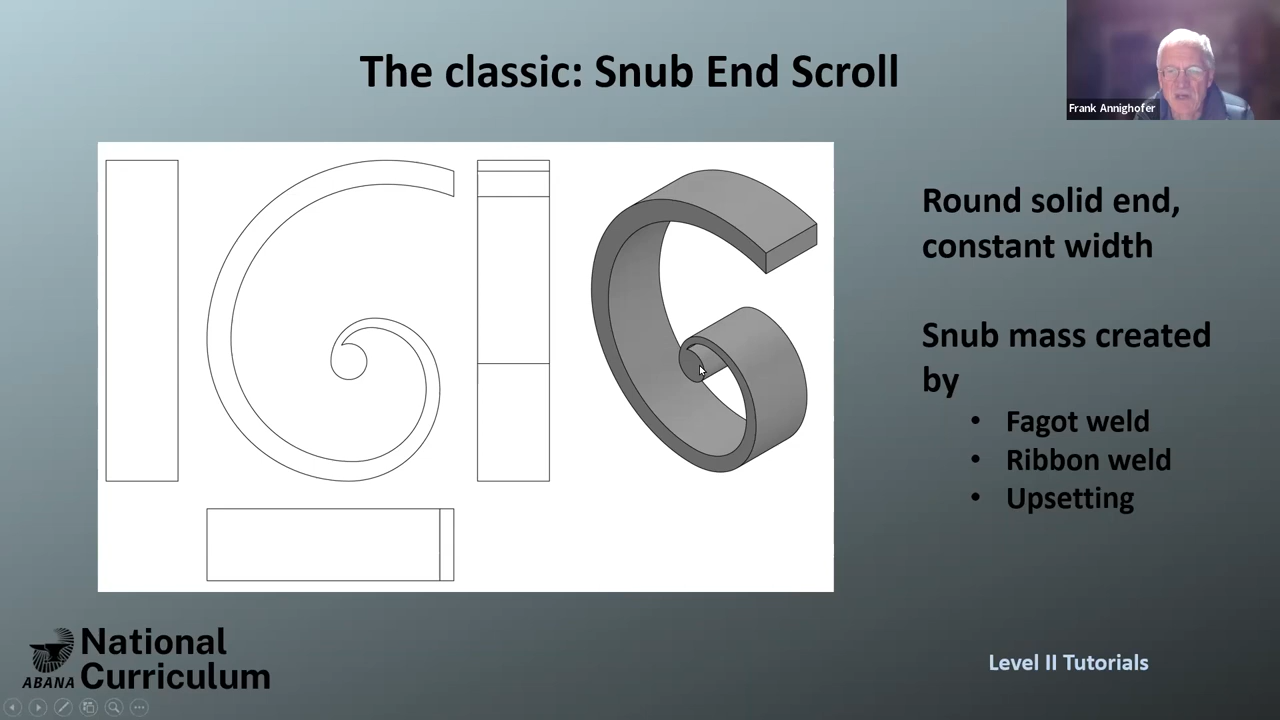 The classic: Snub End Scroll
Frank Annighofer
Round solid end,
constant width
Snub mass created
by
• Fagot weld
• Ribbon weld
• Upsetting
National
Curriculum
ABANA
Level II Tutorials